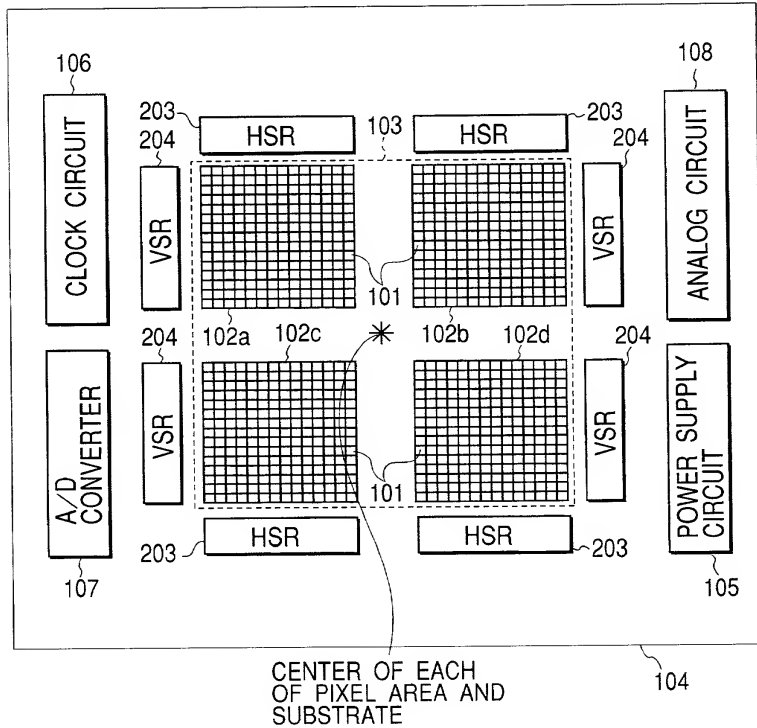 106
108
203
HSR
103
HSR
203
204
204
CLOCK CIRCUIT
VSR
VSR
ANALOG CIRCUIT
101
102a
102c
102b
102d
204
204
A/D
CONVERTER
VSR
VSR
POWER SUPPLY
CIRCUIT
101
203
HSR
HSR
203
107
105
104
CENTER OF EACH
OF PIXEL AREA AND
SUBSTRATE